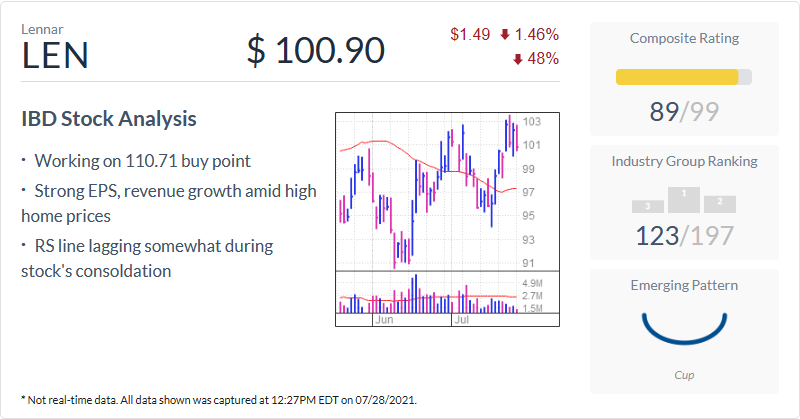 Lennar
LEN
$ 100.90
$1.49 1.46%
48%
IBD Stock Analysis
· Working on 110.71 buy point
· Strong EPS, revenue growth amid high
home prices
· RS line lagging somewhat during
stock's consoldation
103
101
99
97
95
93
91
4.9M
2.7M
1.5M
Jun
Jul
Composite Rating
89/99
Industry Group Ranking
3
1
2
123/197
Emerging Pattern
Cup
* Not real-time data. All data shown was captured at 12:27PM EDT on 07/28/2021.